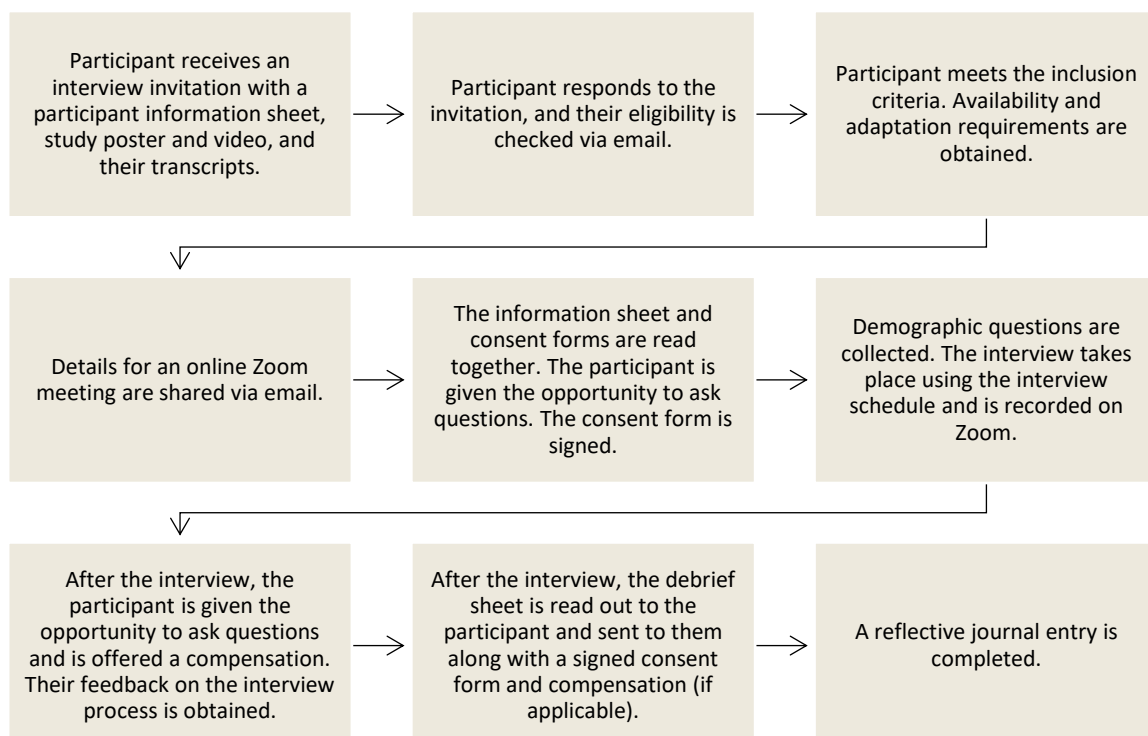 Participant receives an
interview invitation with a
participant information sheet,
study poster and video, and
their transcripts.
Participant responds to the
invitation, and their eligibility is
checked via email.
Participant meets the inclusion
criteria. Availability and
adaptation requirements are
obtained.
Details for an online Zoom
meeting are shared via email.
The information sheet and
consent forms are read
together. The participant is
given the opportunity to ask
questions. The consent form is
signed.
Demographic questions are
collected. The interview takes
place using the interview
schedule and is recorded on
Zoom.
After the interview, the
participant is given the
opportunity to ask questions
and is offered a compensation.
Their feedback on the interview
process is obtained.
After the interview, the debrief
sheet is read out to the
participant and sent to them
along with a signed consent
form and compensation (if
applicable).
A reflective journal entry is
completed.